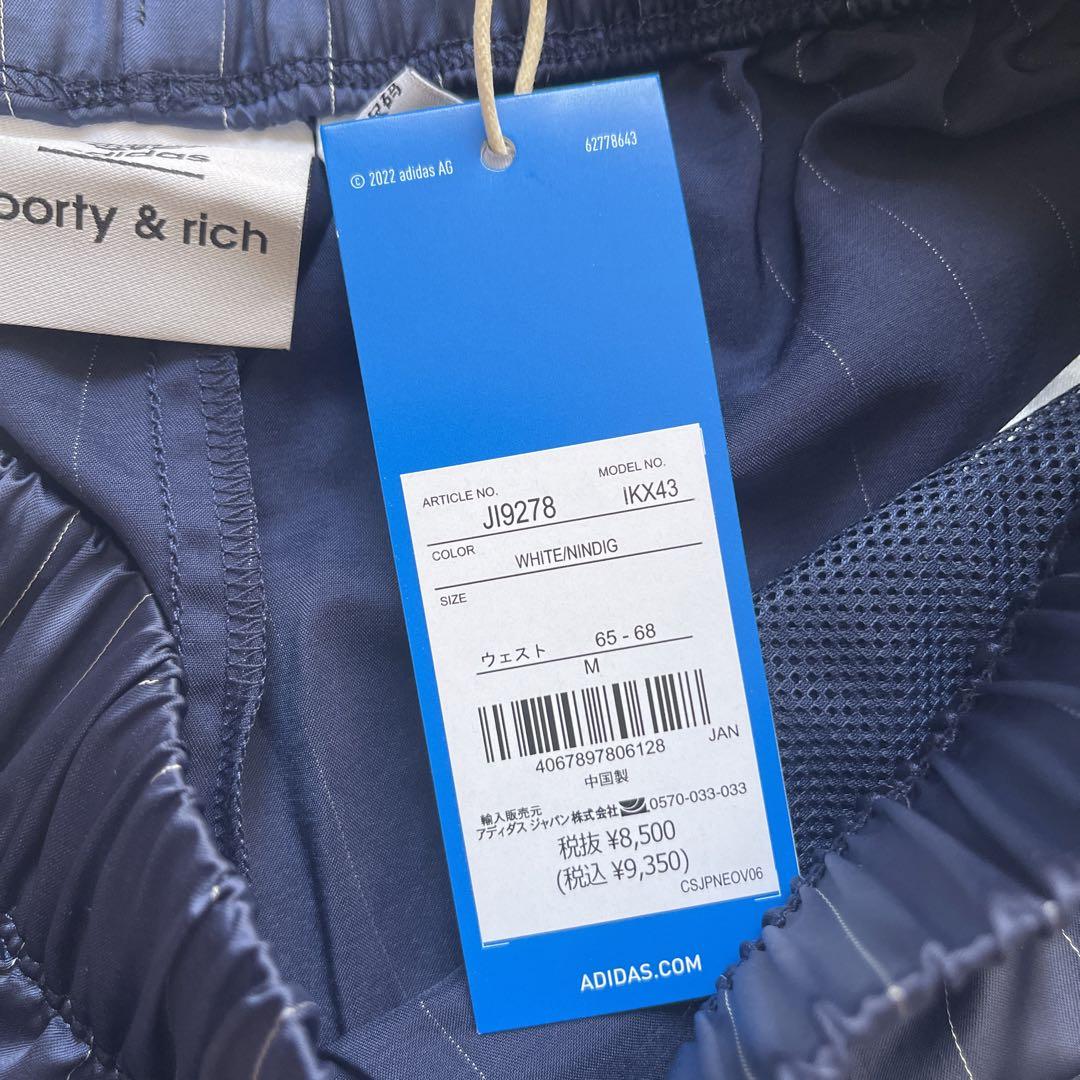 adidas
porty & rich
© 2022 adidas AG
62778643
ARTICLE NO.
MODEL NO.
JI9278
IKX43
COLOR
WHITE/NINDIG
SIZE
ウェスト 65 - 68
M
4067897806128
JAN
中国製
輸入販売元
アディダス ジャパン株式会社 0570-033-033
税抜 ¥8,500
(税込 ¥9,350)
CSJPNEOV06
ADIDAS.COM